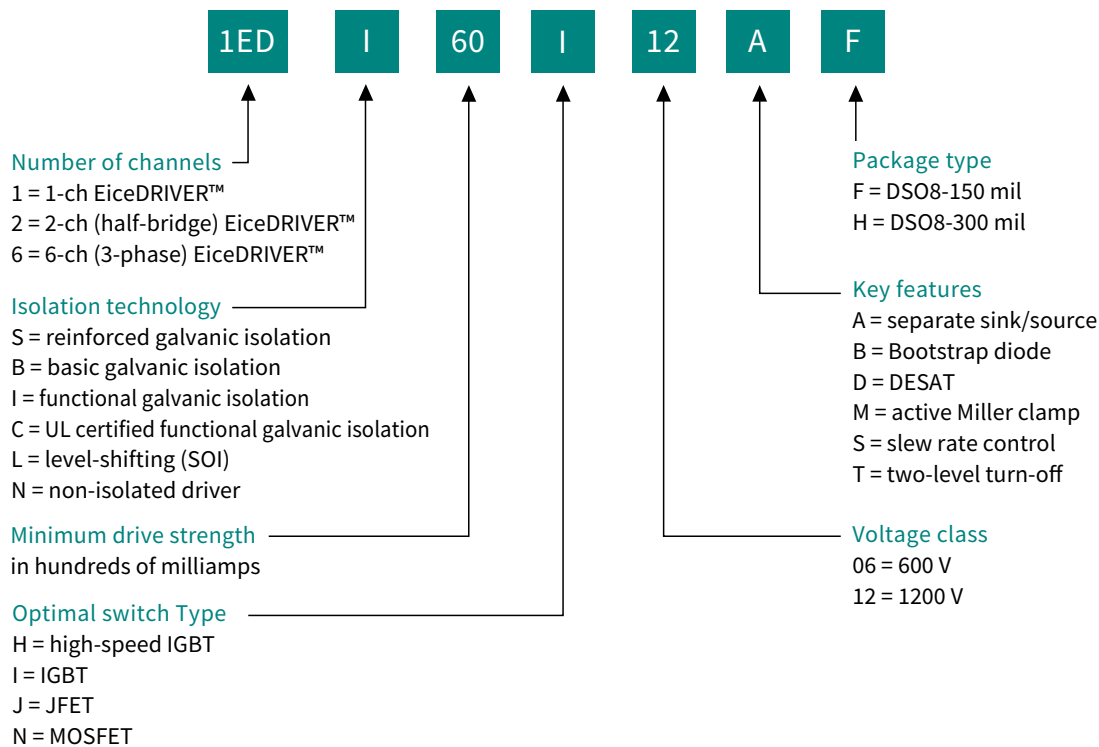 1ED I 60 I 12 A F
Number of channels
1 = 1-ch EiceDRIVER™
2 = 2-ch (half-bridge) EiceDRIVER™
6 = 6-ch (3-phase) EiceDRIVER™
Isolation technology
S = reinforced galvanic isolation
B = basic galvanic isolation
I = functional galvanic isolation
C = UL certified functional galvanic isolation
L = level-shifting (SOI)
N = non-isolated driver
Minimum drive strength
in hundreds of milliamps
Optimal switch Type
H = high-speed IGBT
I = IGBT
J = JFET
N = MOSFET
Package type
F = DSO8-150 mil
H = DSO8-300 mil
Key features
A = separate sink/source
B = Bootstrap diode
D = DESAT
M = active Miller clamp
S = slew rate control
T = two-level turn-off
Voltage class
06 = 600 V
12 = 1200 V